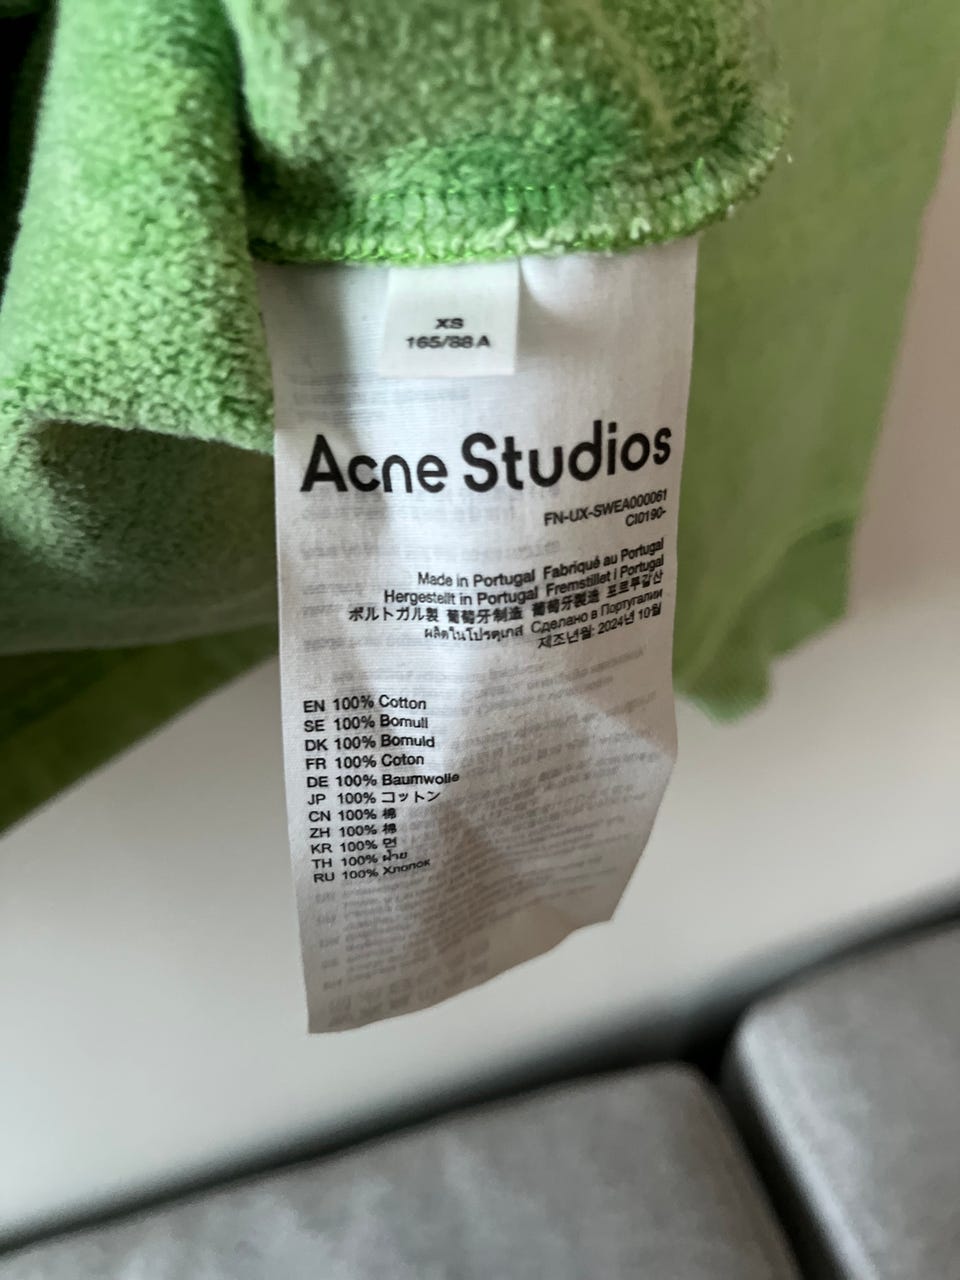 XS
165/88A
Acne Studios
FN-UX-SWEA000061
CI0190-
Made in Portugal Fabriqué au Portugal
Hergestellt in Portugal Fremstillet i Portugal
ポルトガル製 葡萄牙制造 葡萄牙製造 포르투갈산
ผลิตในโปรตุเกส Сделано в Португалии
제조년월: 2024년 10월
EN 100% Cotton
SE 100% Bomull
DK 100% Bomuld
FR 100% Coton
DE 100% Baumwolle
JP 100% コットン
CN 100% 棉
ZH 100% 棉
KR 100% 면
TH 100% ฝ้าย
RU 100% Хлопок